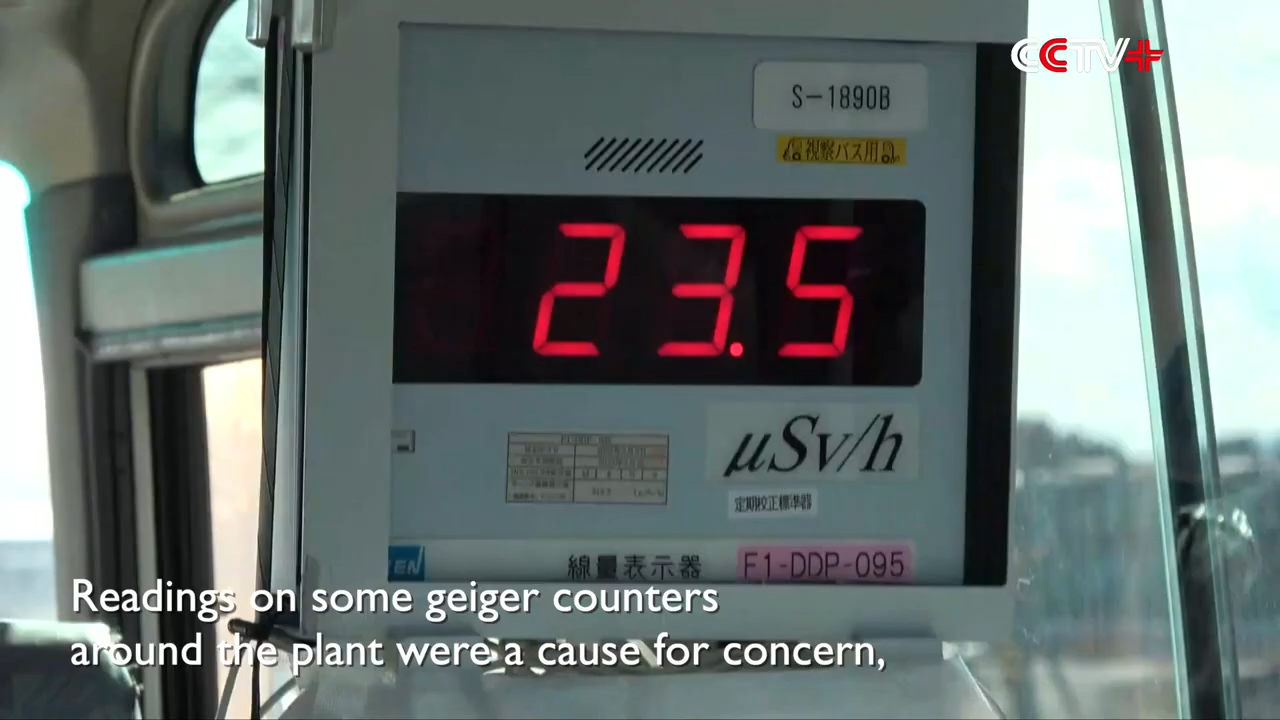 CCTV+
S-1890B
視察バス用
23.5
μSv/h
定期校正標準器
EN
線量表示器 F1-DDP-095
Readings on some geiger counters
around the plant were a cause for concern,